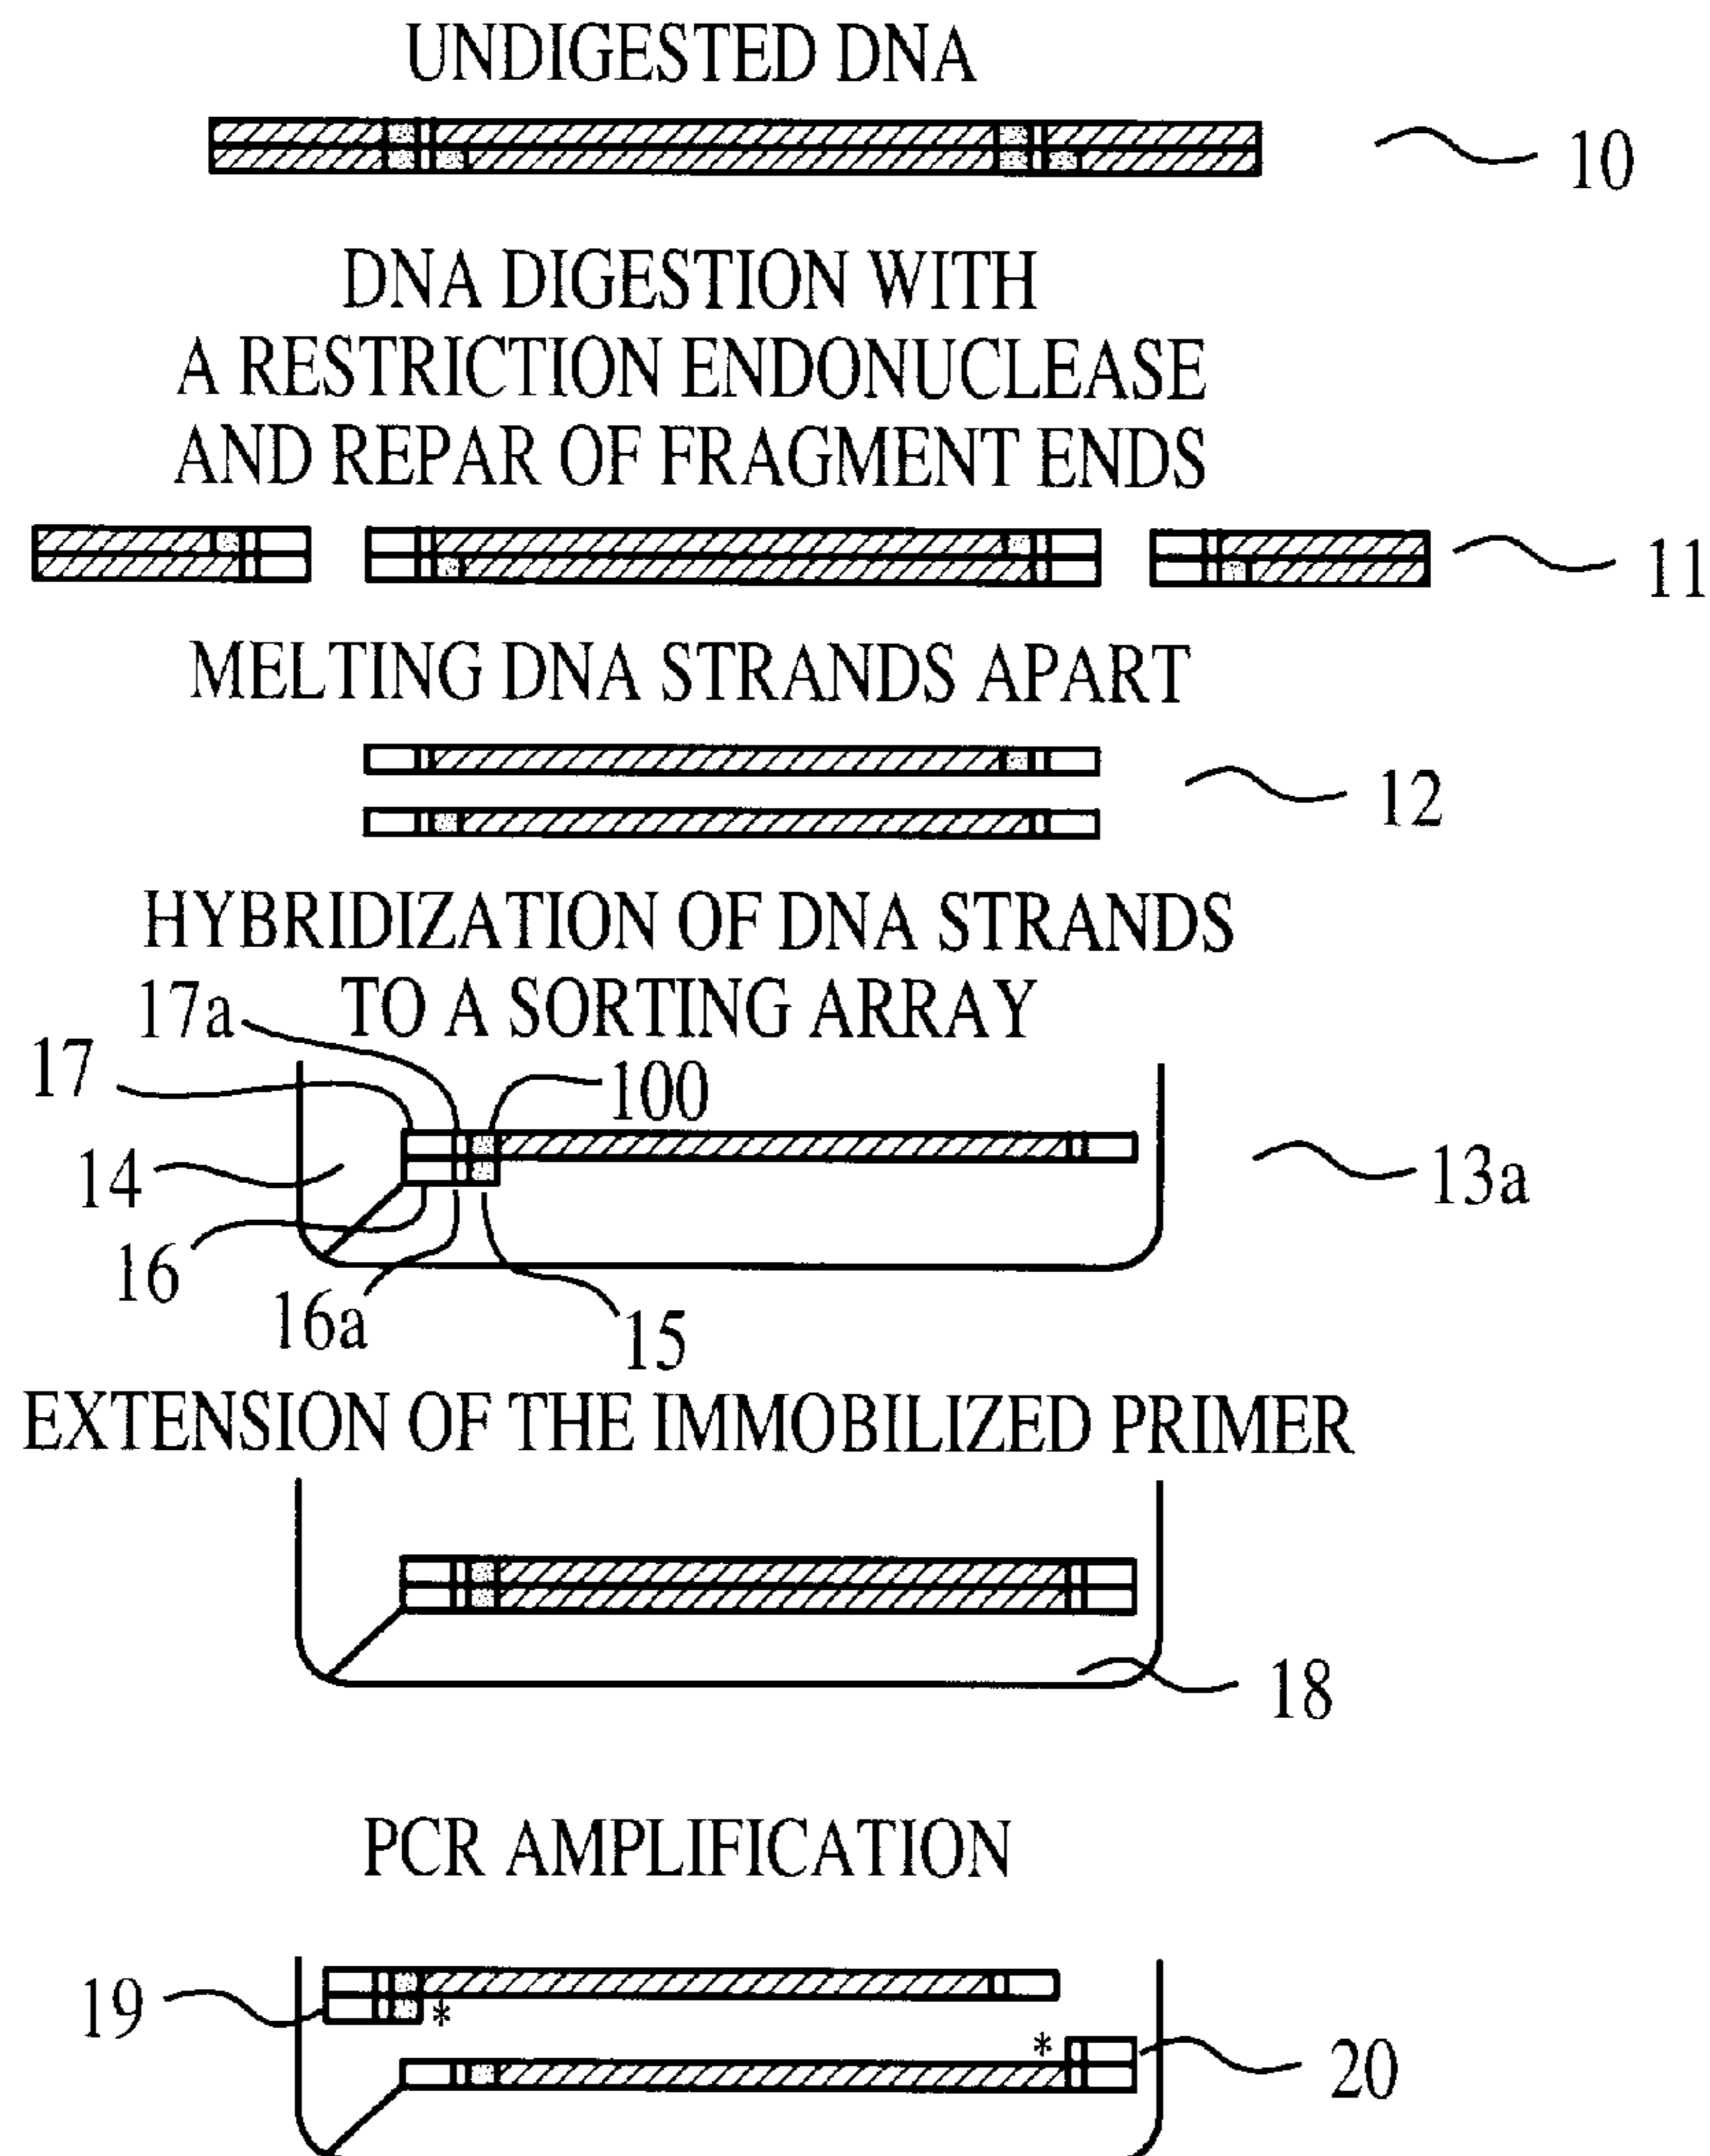 UNDIGESTED DNA
10
DNA DIGESTION WITH
A RESTRICTION ENDONUCLEASE
AND REPAR OF FRAGMENT ENDS
11
MELTING DNA STRANDS APART
12
HYBRIDIZATION OF DNA STRANDS
TO A SORTING ARRAY
17a
17
100
14
13a
16
16a
15
EXTENSION OF THE IMMOBILIZED PRIMER
18
PCR AMPLIFICATION
19
*
*
20